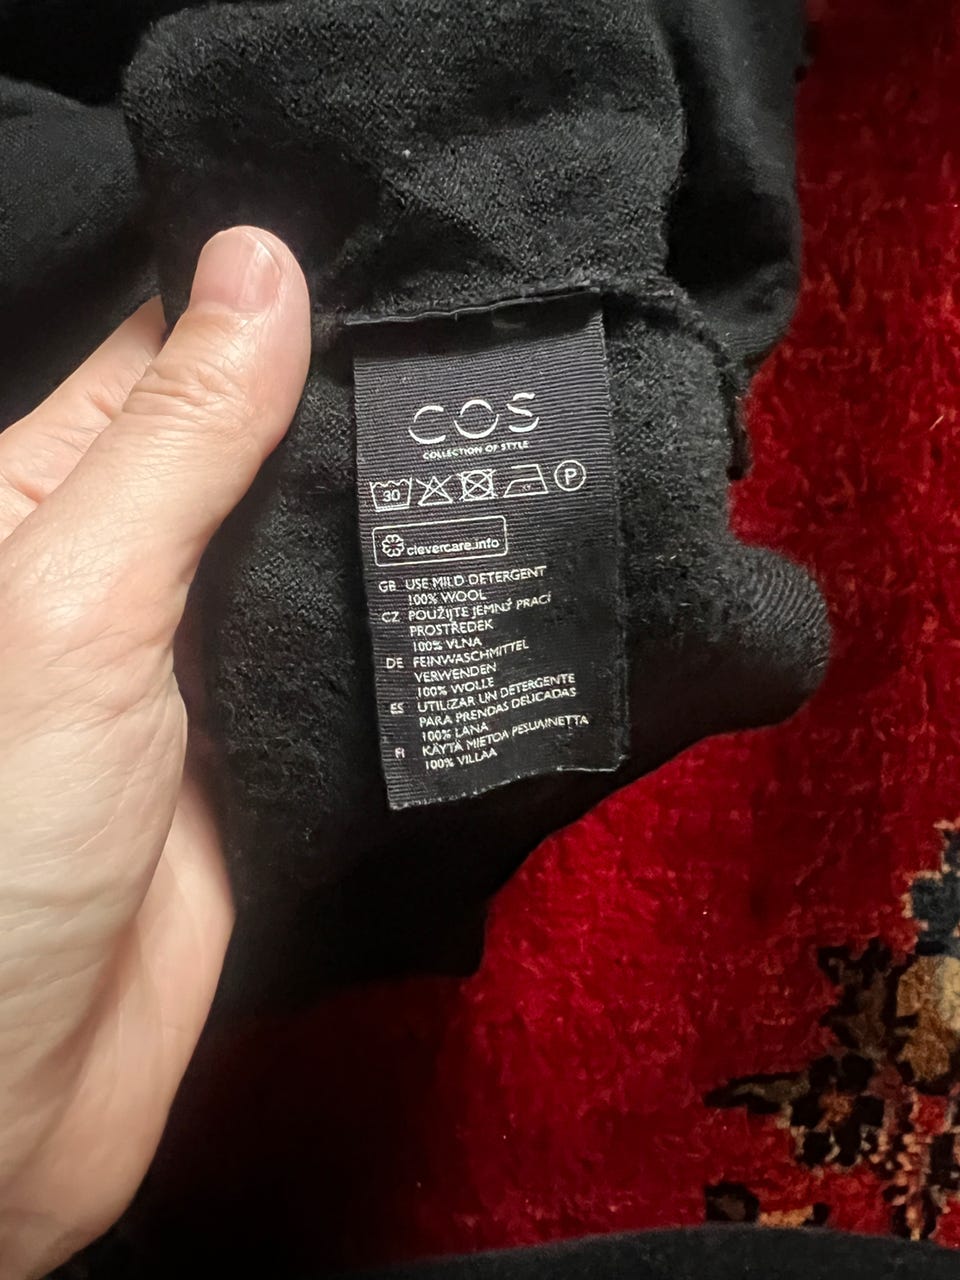 COS
COLLECTION OF STYLE
30 P
clevercare.info
GB USE MILD DETERGENT
100% WOOL
CZ POUŽIJTE JEMNÝ PRACÍ
PROSTŘEDEK
100% VLNA
DE FEINWASCHMITTEL
VERWENDEN
100% WOLLE
ES UTILIZAR UN DETERGENTE
PARA PRENDAS DELICADAS
100% LANA
FI KÄYTÄ MIETOA PESUAINETTA
100% VILLAA